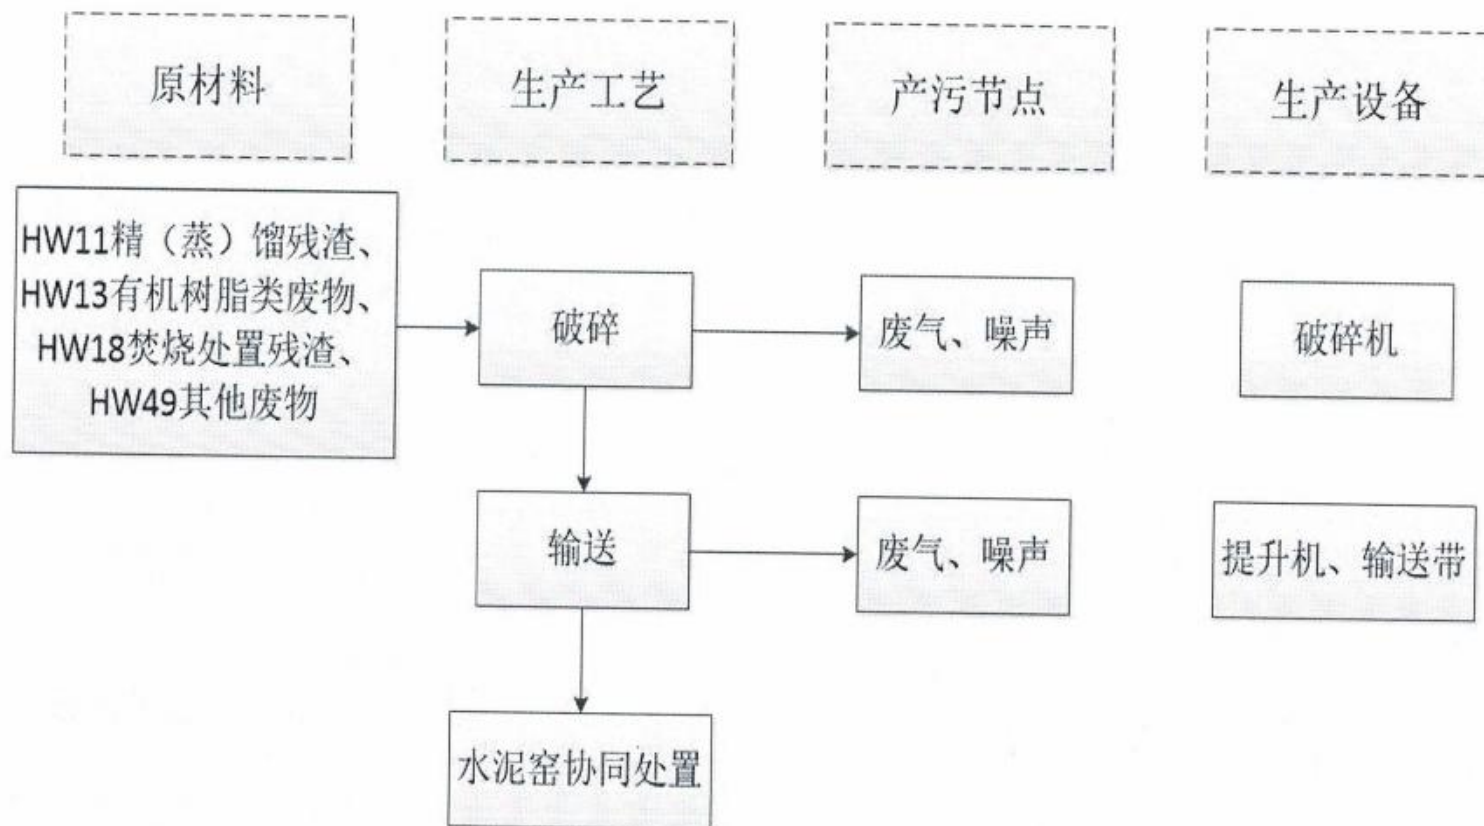 原材料
生产工艺
产污节点
生产设备
HW11精（蒸）馏残渣、
HW13有机树脂类废物、
HW18焚烧处置残渣、
HW49其他废物
破碎
废气、噪声
破碎机
输送
废气、噪声
提升机、输送带
水泥窑协同处置